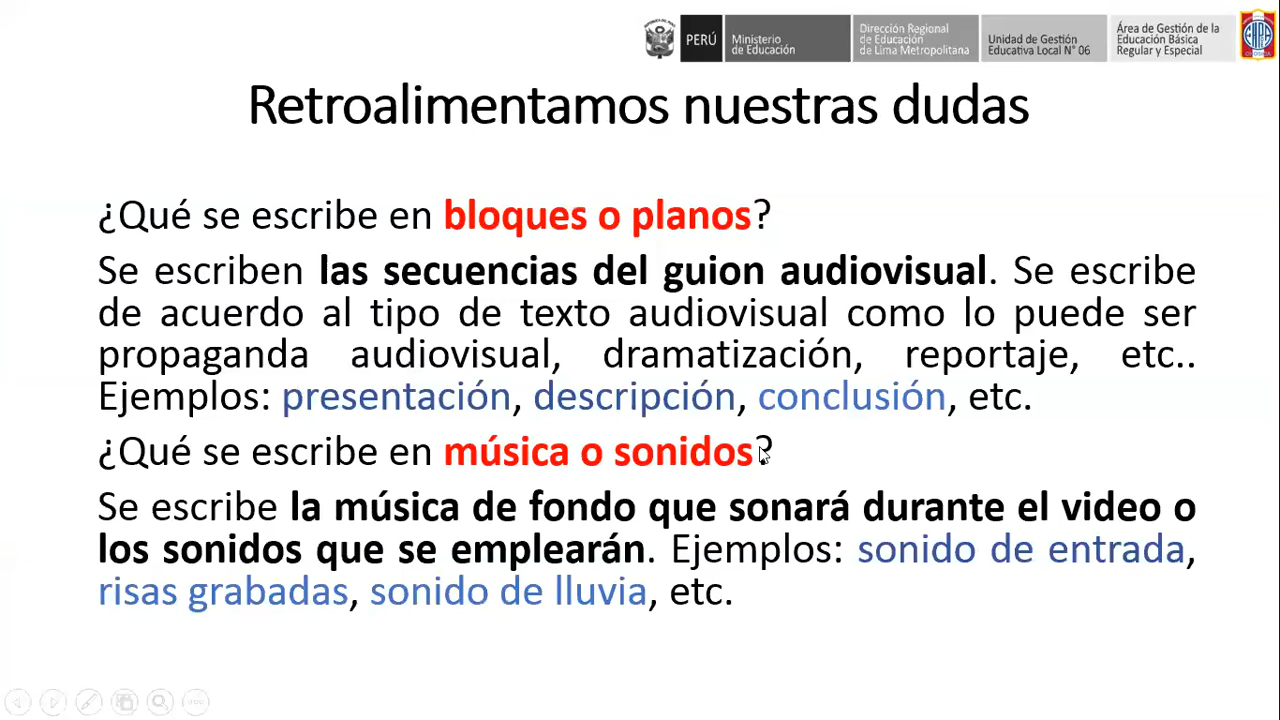 PERÚ
Ministerio
de Educación
Dirección Regional
de Educación
de Lima Metropolitana
Unidad de Gestión
Educativa Local N° 06
Área de Gestión de la
Educación Básica
Regular y Especial
Retroalimentamos nuestras dudas
¿Qué se escribe en bloques o planos?
Se escriben las secuencias del guion audiovisual. Se escribe
de acuerdo al tipo de texto audiovisual como lo puede ser
propaganda audiovisual, dramatización, reportaje, etc..
Ejemplos: presentación, descripción, conclusión, etc.
¿Qué se escribe en música o sonidos?
Se escribe la música de fondo que sonará durante el video o
los sonidos que se emplearán. Ejemplos: sonido de entrada,
risas grabadas, sonido de lluvia, etc.